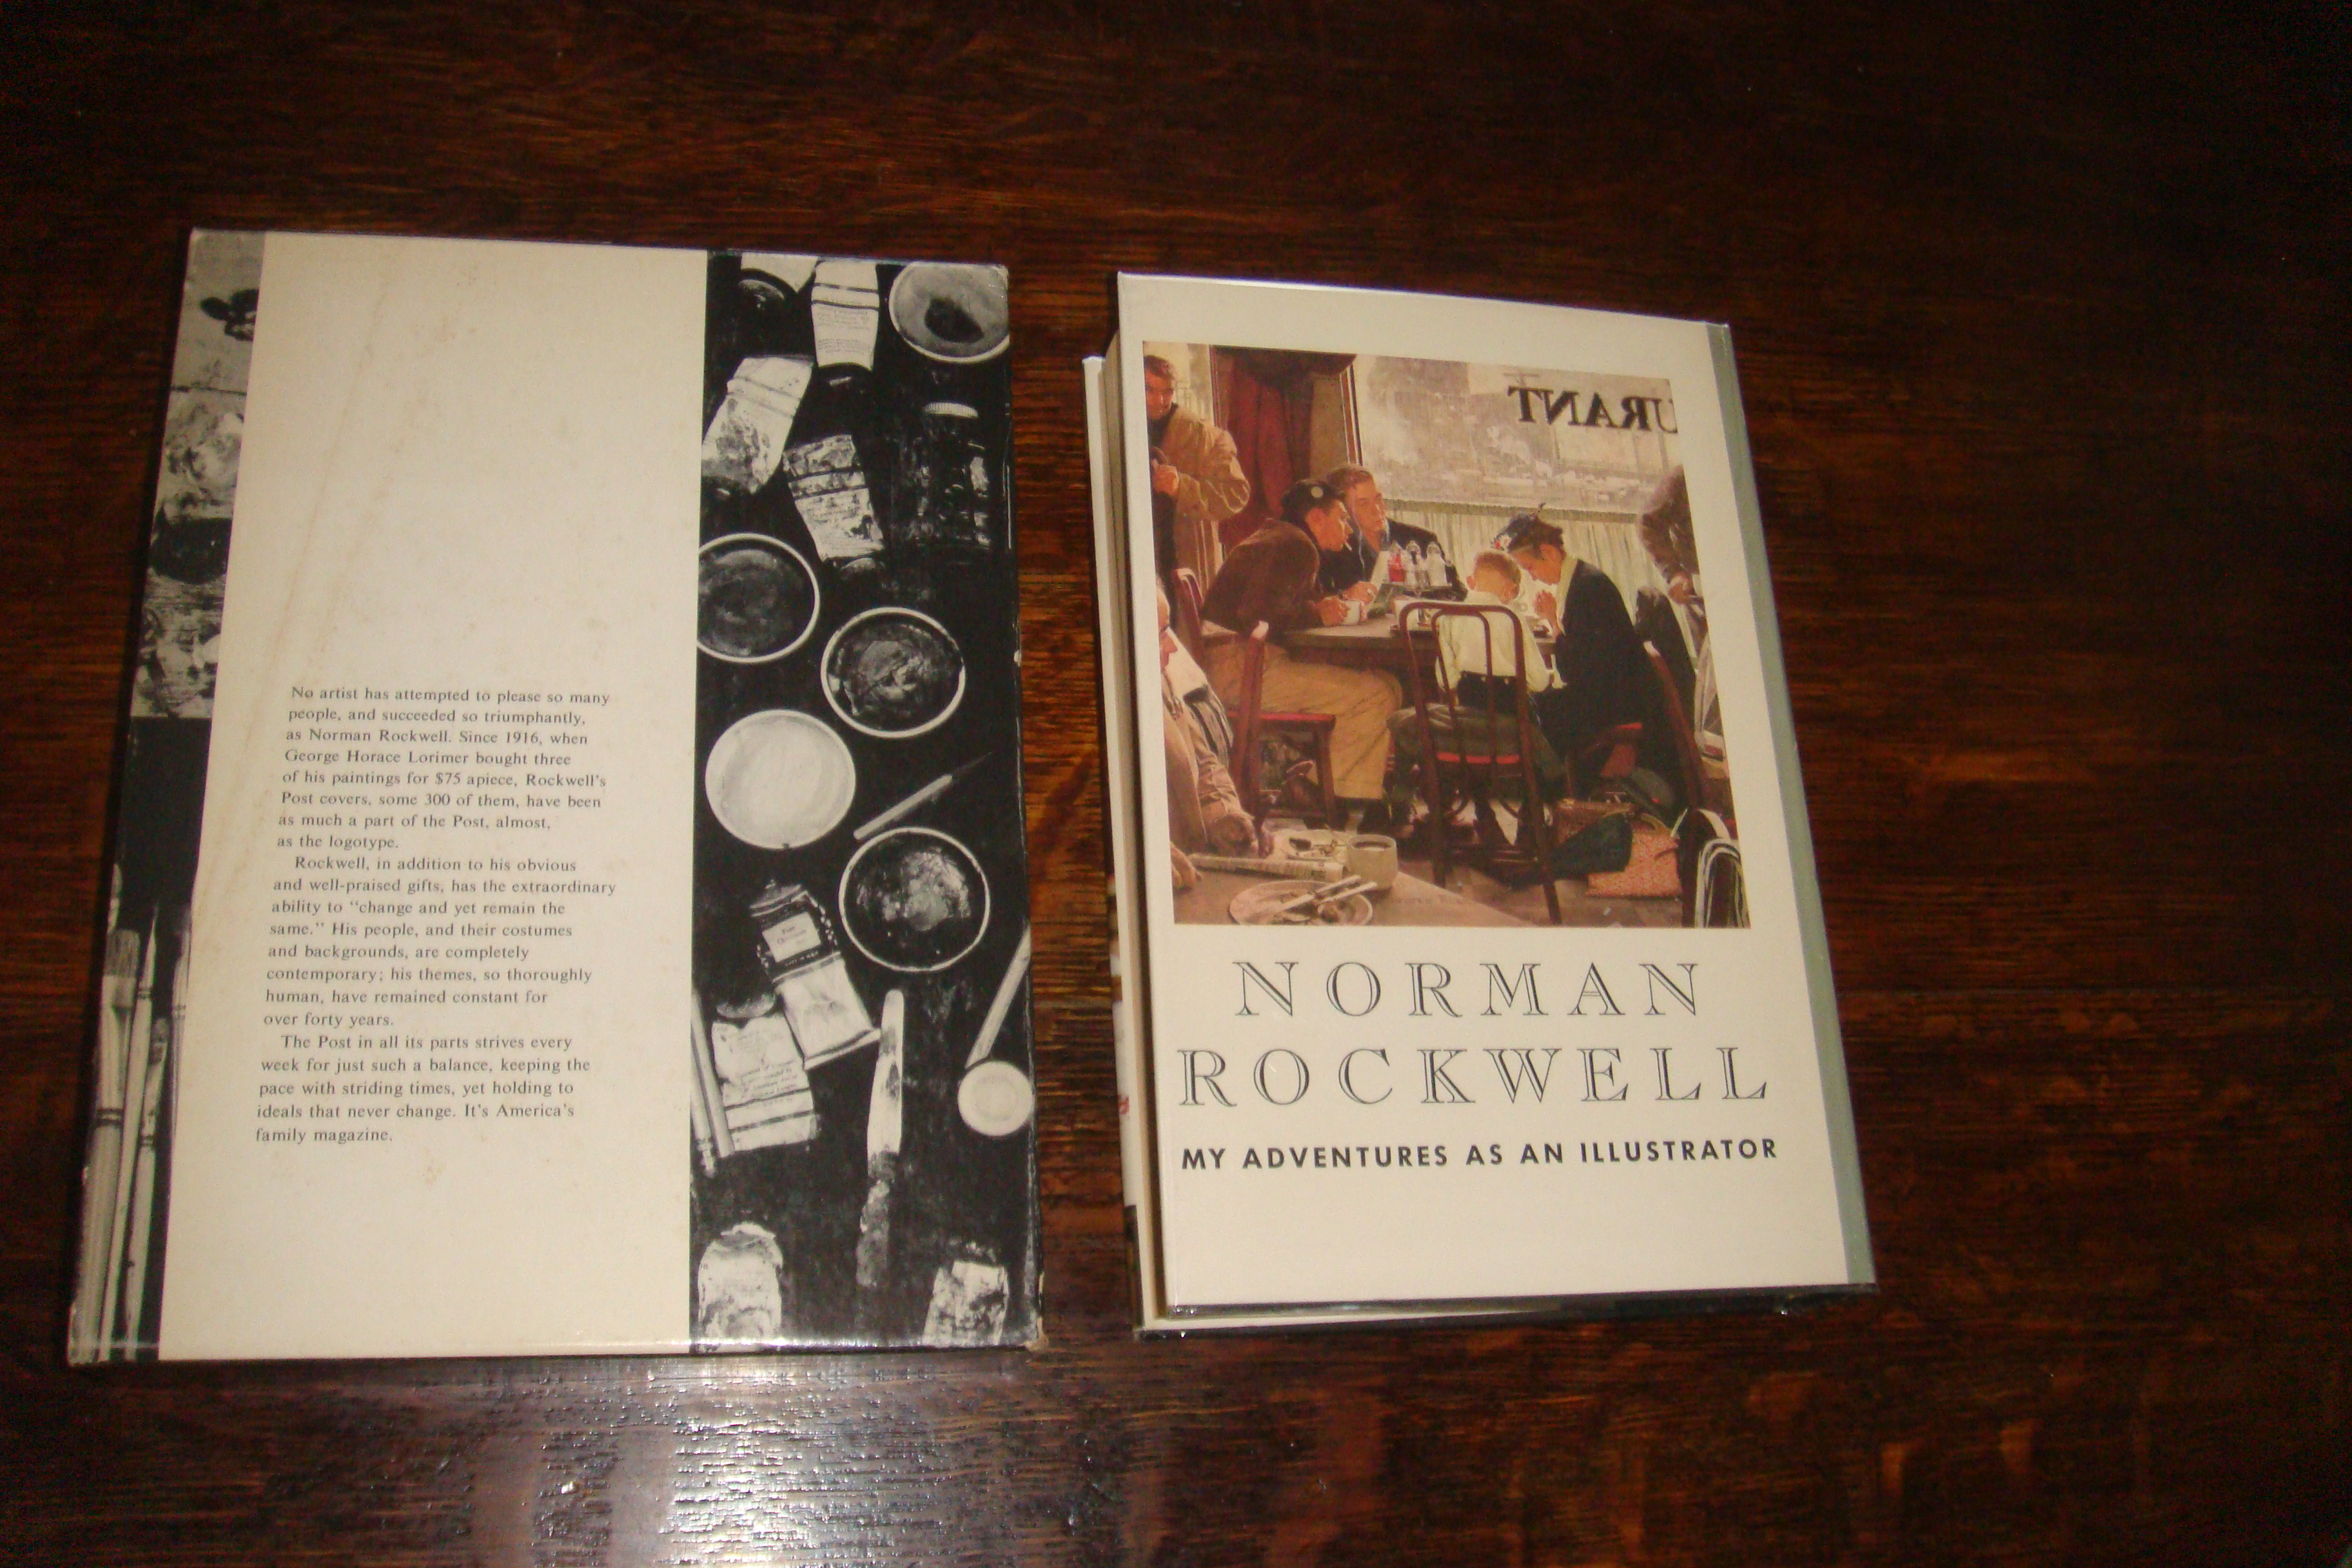 No artist has attempted to please so many
people, and succeeded so triumphantly,
as Norman Rockwell. Since 1916, when
George Horace Lorimer bought three
of his paintings for $75 apiece, Rockwell's
Post covers, some 300 of them, have been
as much a part of the Post, almost,
as the logotype.
Rockwell, in addition to his obvious
and well-praised gifts, has the extraordinary
ability to "change and yet remain the
same." His people, and their costumes
and backgrounds, are completely
contemporary; his themes, so thoroughly
human, have remained constant for
over forty years.
The Post in all its parts strives every
week for just such a balance, keeping the
pace with striding times, yet holding to
ideals that never change. It's America's
family magazine.
URANT
NORMAN
ROCKWELL
MY ADVENTURES AS AN ILLUSTRATOR